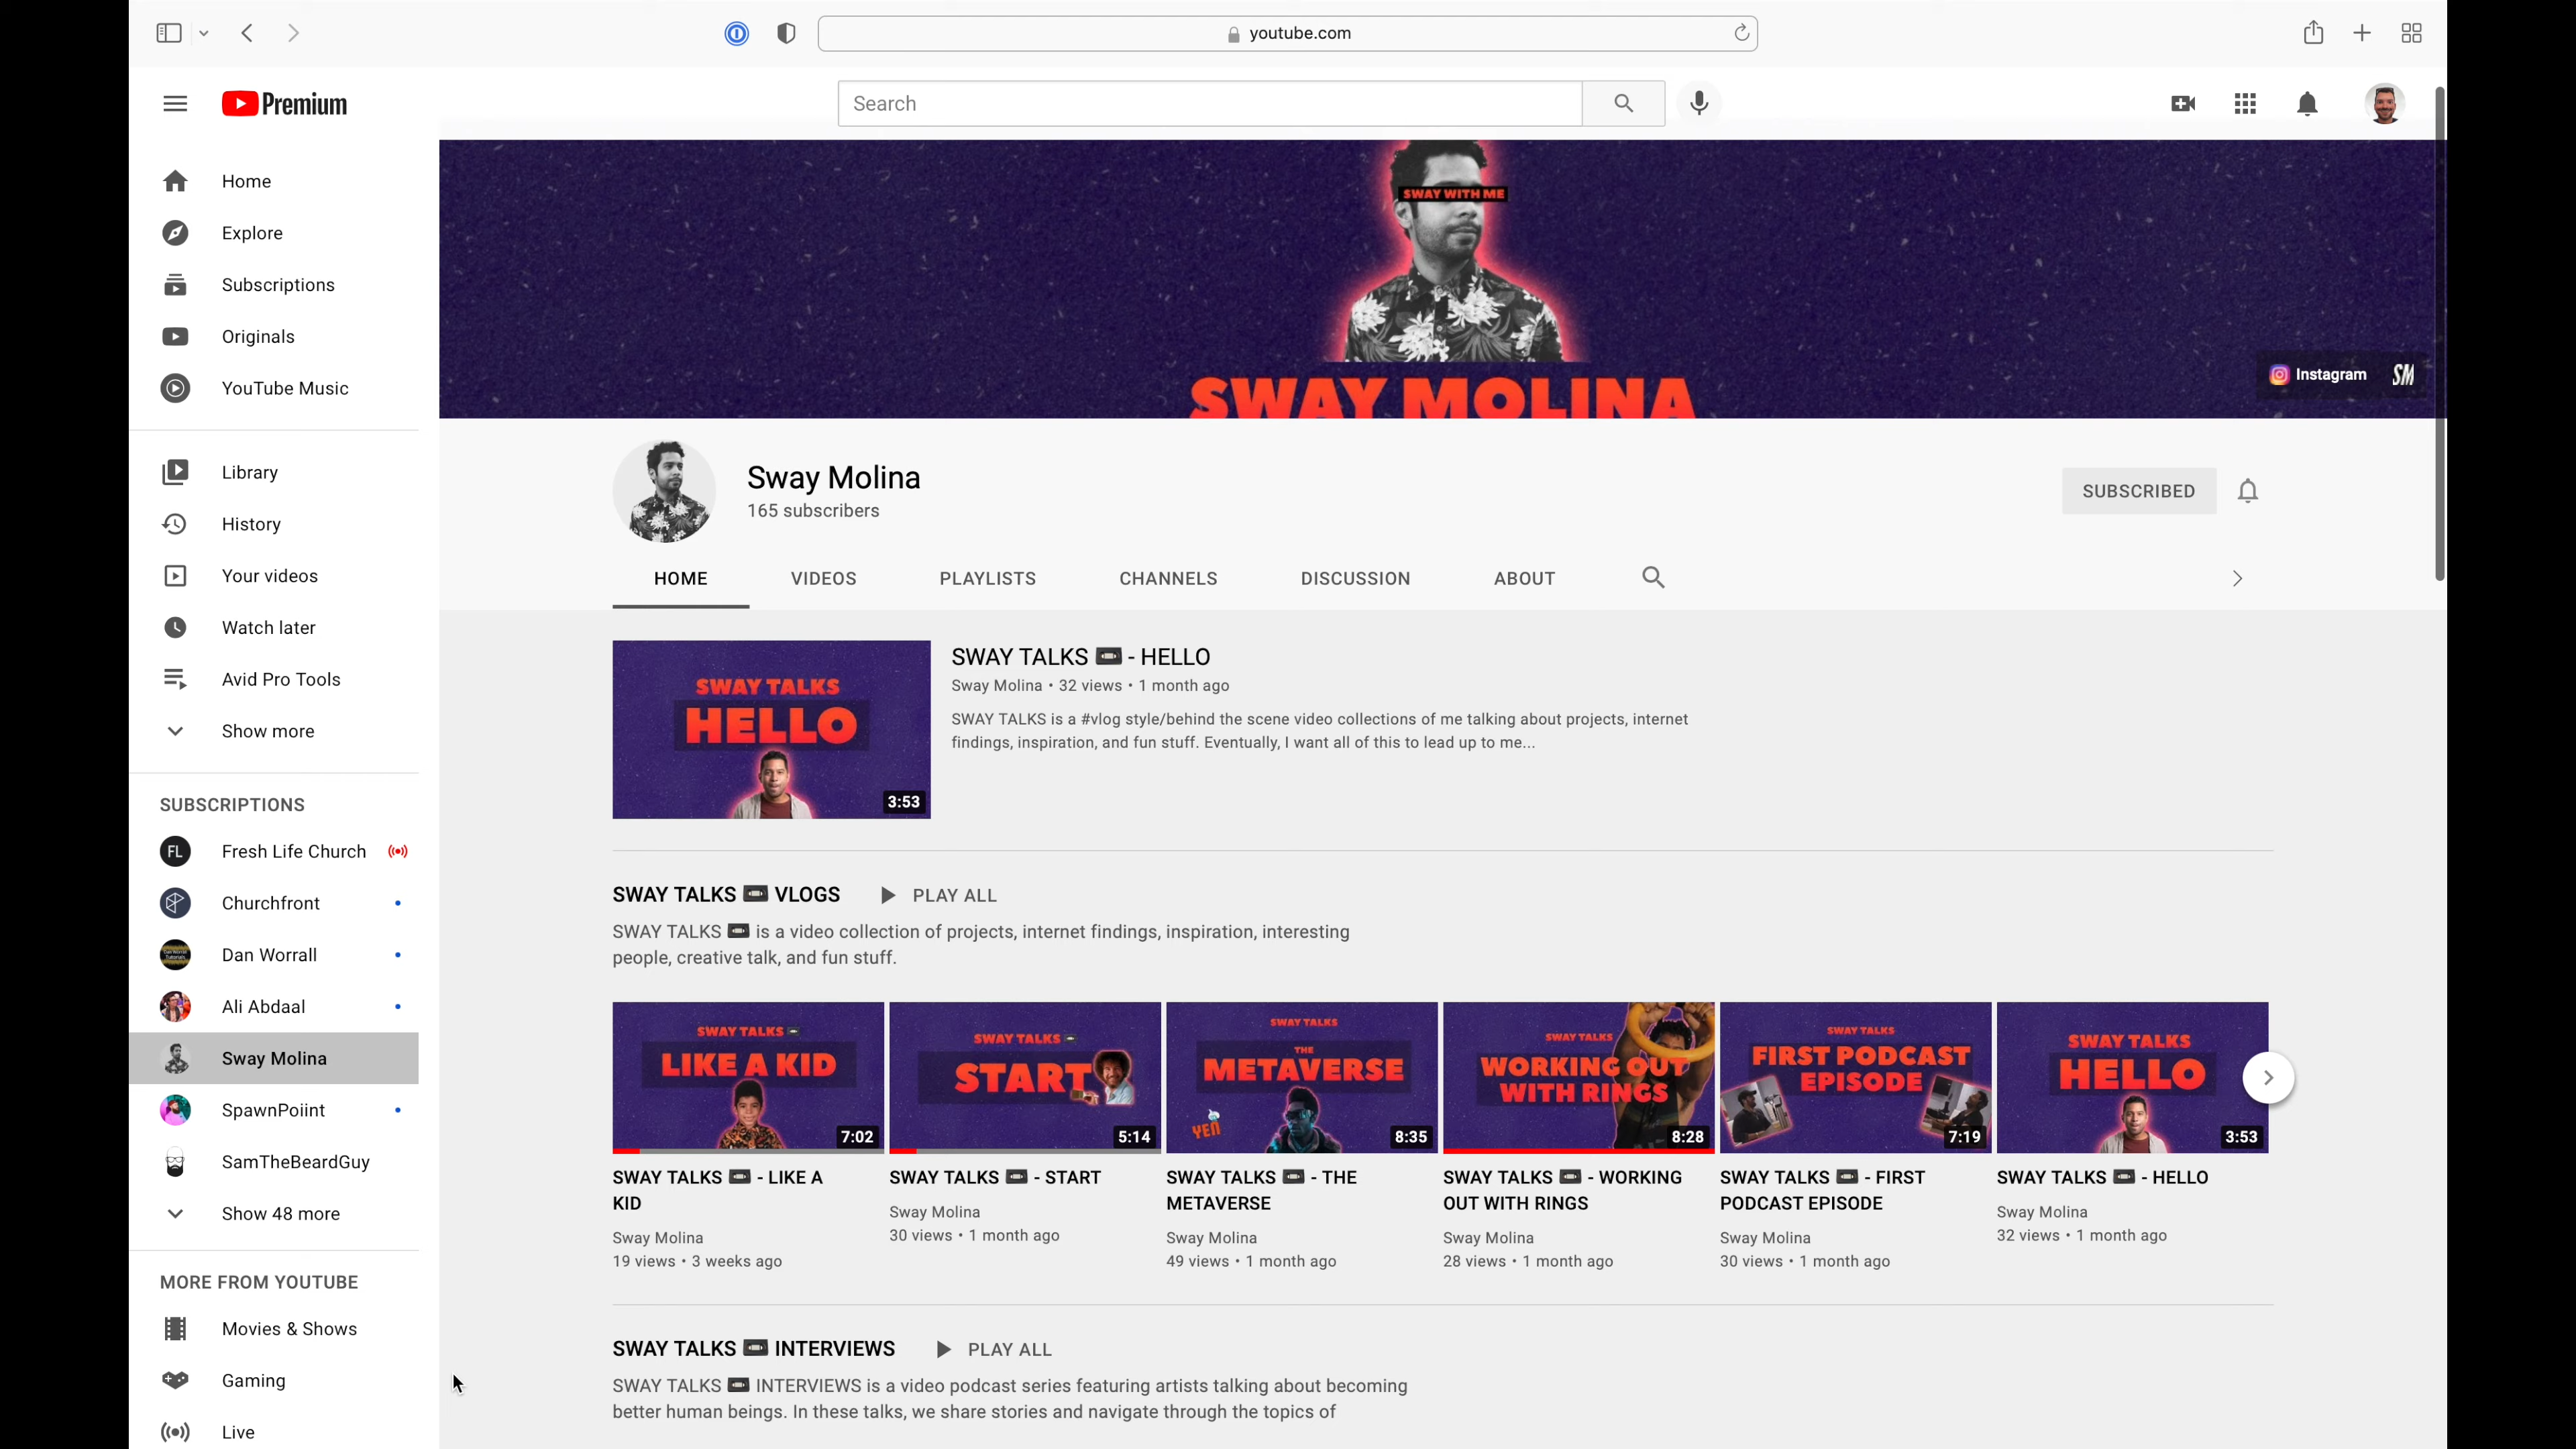 youtube.com
Premium
Search
Home
Explore
Subscriptions
Originals
YouTube Music
Library
History
Your videos
Watch later
Avid Pro Tools
Show more
SUBSCRIPTIONS
FL
Fresh Life Church
Churchfront
Dan Worrall
Ali Abdaal
Sway Molina
SpawnPoiint
SamTheBeardGuy
Show 48 more
MORE FROM YOUTUBE
Movies & Shows
Gaming
Live
SWAY WITH ME
SWAY MOLINA
Instagram
SM
Sway Molina
165 subscribers
SUBSCRIBED
HOME VIDEOS PLAYLISTS CHANNELS DISCUSSION ABOUT
SWAY TALKS
HELLO
3:53
SWAY TALKS 📼 - HELLO
Sway Molina • 32 views • 1 month ago
SWAY TALKS is a #vlog style/behind the scene video collections of me talking about projects, internet
findings, inspiration, and fun stuff. Eventually, I want all of this to lead up to me...
SWAY TALKS 📼 VLOGS PLAY ALL
SWAY TALKS 📼 is a video collection of projects, internet findings, inspiration, interesting
people, creative talk, and fun stuff.
SWAY TALKS 📼
LIKE A KID
7:02
SWAY TALKS 📼 - LIKE A
KID
Sway Molina
19 views • 3 weeks ago
SWAY TALKS 📼
START
5:14
SWAY TALKS 📼 - START
Sway Molina
30 views • 1 month ago
SWAY TALKS
THE
METAVERSE
YEN
8:35
SWAY TALKS 📼 - THE
METAVERSE
Sway Molina
49 views • 1 month ago
SWAY TALKS
WORKING OUT
WITH RINGS
8:28
SWAY TALKS 📼 - WORKING
OUT WITH RINGS
Sway Molina
28 views • 1 month ago
SWAY TALKS
FIRST PODCAST
EPISODE
7:19
SWAY TALKS 📼 - FIRST
PODCAST EPISODE
Sway Molina
30 views • 1 month ago
SWAY TALKS
HELLO
3:53
SWAY TALKS 📼 - HELLO
Sway Molina
32 views • 1 month ago
SWAY TALKS 📼 INTERVIEWS PLAY ALL
SWAY TALKS 📼 INTERVIEWS is a video podcast series featuring artists talking about becoming
better human beings. In these talks, we share stories and navigate through the topics of